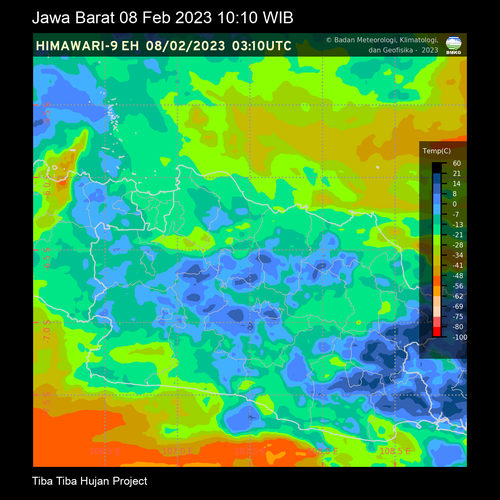 Jawa Barat 08 Feb 2023 10:10 WIB
HIMAWARI-9 EH 08/02/2023 03:10UTC
© Badan Meteorologi, Klimatologi,
dan Geofisika - 2023
BMKG
Temp(C)
60
21
14
8
0
-7
-13
-21
-28
-34
-41
-48
-56
-62
-69
-75
-80
-100
-7.0 S
108.5 E
Tiba Tiba Hujan Project